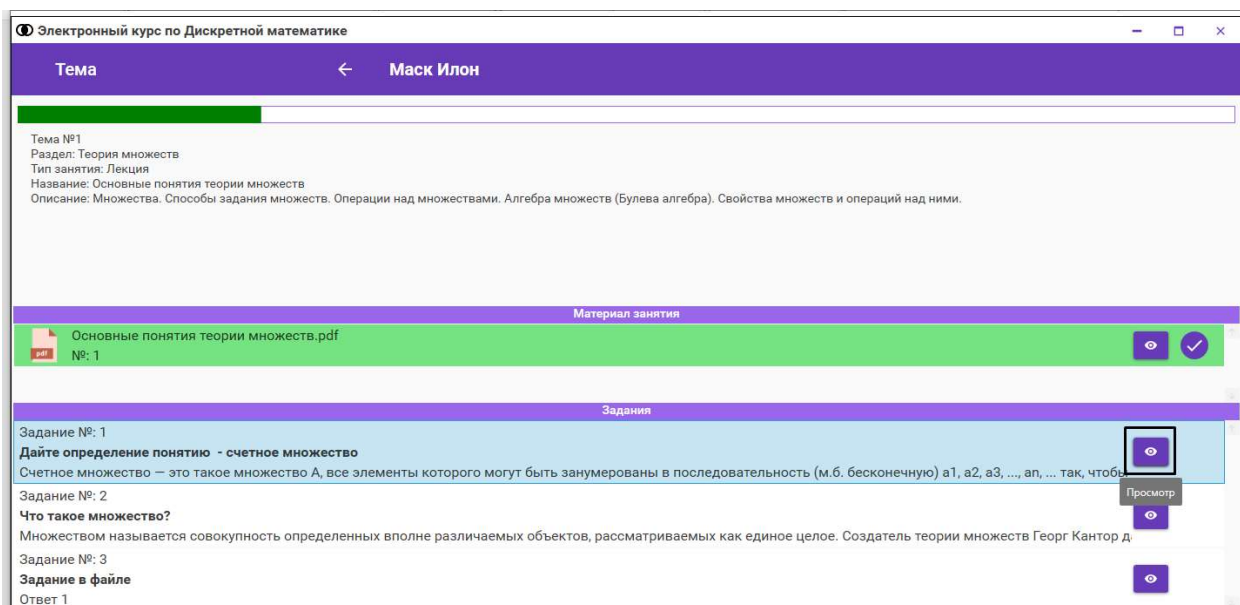 Электронный курс по Дискретной математике
Тема
Маск Илон
Тема №1
Раздел: Теория множеств
Тип занятия: Лекция
Название: Основные понятия теории множеств
Описание: Множества. Способы задания множеств. Операции над множествами. Алгебра множеств (Булева алгебра). Свойства множеств и операций над ними.
Материал занятия
Основные понятия теории множеств.pdf
pdf
№: 1
Задания
Задание №: 1
Дайте определение понятию - счетное множество
Счетное множество — это такое множество А, все элементы которого могут быть занумерованы в последовательность (м.б. бесконечную) a1, a2, a3, ..., an, ... так, чтобы
Просмотр
Задание №: 2
Что такое множество?
Множеством называется совокупность определенных вполне различаемых объектов, рассматриваемых как единое целое. Создатель теории множеств Георг Кантор д
Задание №: 3
Задание в файле
Ответ 1